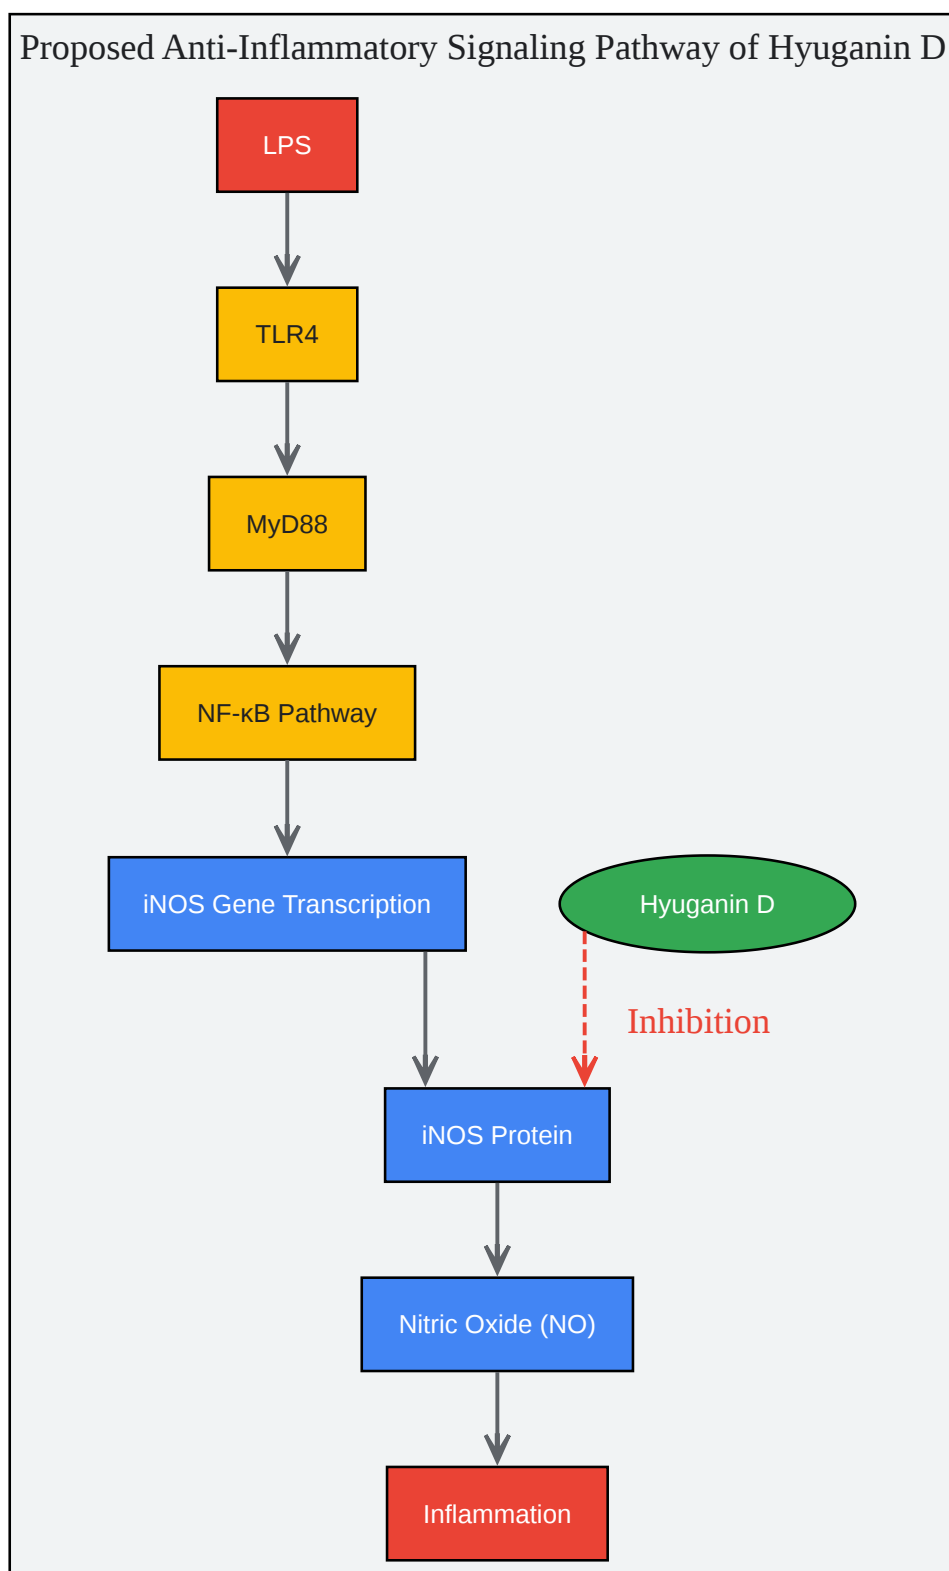 Proposed Anti-Inflammatory Signaling Pathway of Hyuganin D
LPS
TLR4
MyD88
NF-κB Pathway
iNOS Gene Transcription
Hyuganin D
Inhibition
iNOS Protein
Nitric Oxide (NO)
Inflammation